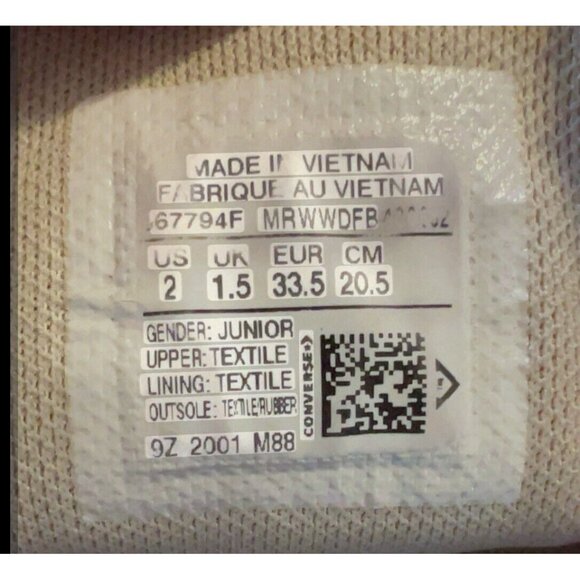 MADE IN VIETNAM
FABRIQUE AU VIETNAM
67794F MRWWDFB
US UK EUR CM
2 1.5 33.5 20.5
GENDER: JUNIOR
UPPER: TEXTILE
LINING: TEXTILE
OUTSOLE: TEXTILE/RUBBER
CONVERSE
9Z 2001 M88